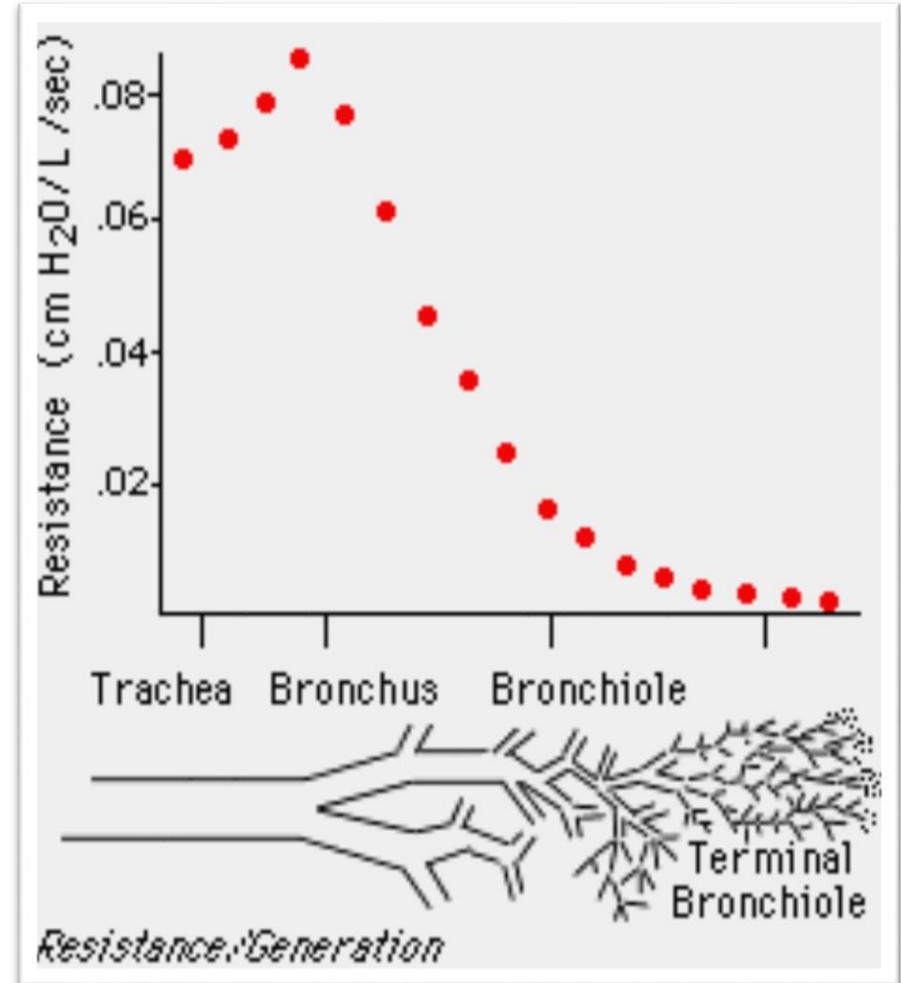 Resistance (cm H2O/L/sec)
.08
.06
.04
.02
Trachea Bronchus Bronchiole
Terminal
Bronchiole
Resistance/Generation